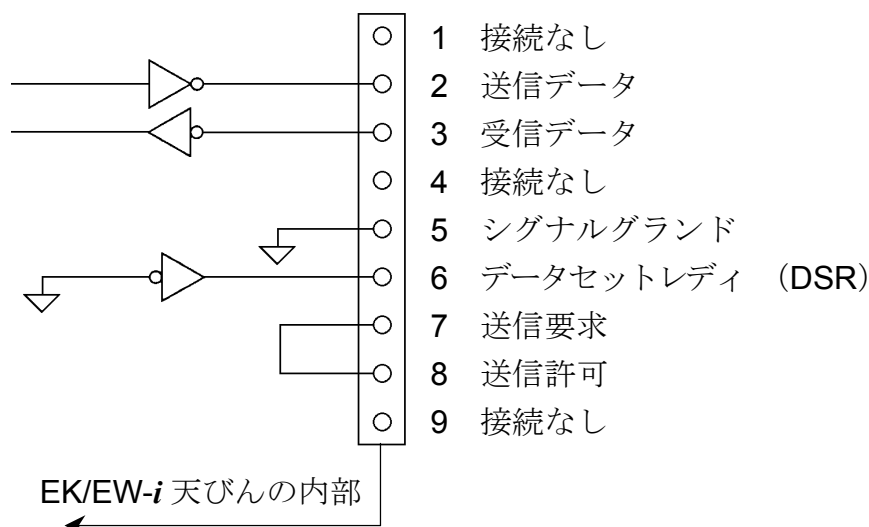 1 接続なし
2 送信データ
3 受信データ
4 接続なし
5 シグナルグランド
6 データセットレディ (DSR)
7 送信要求
8 送信許可
9 接続なし
EK/EW-i 天びんの内部